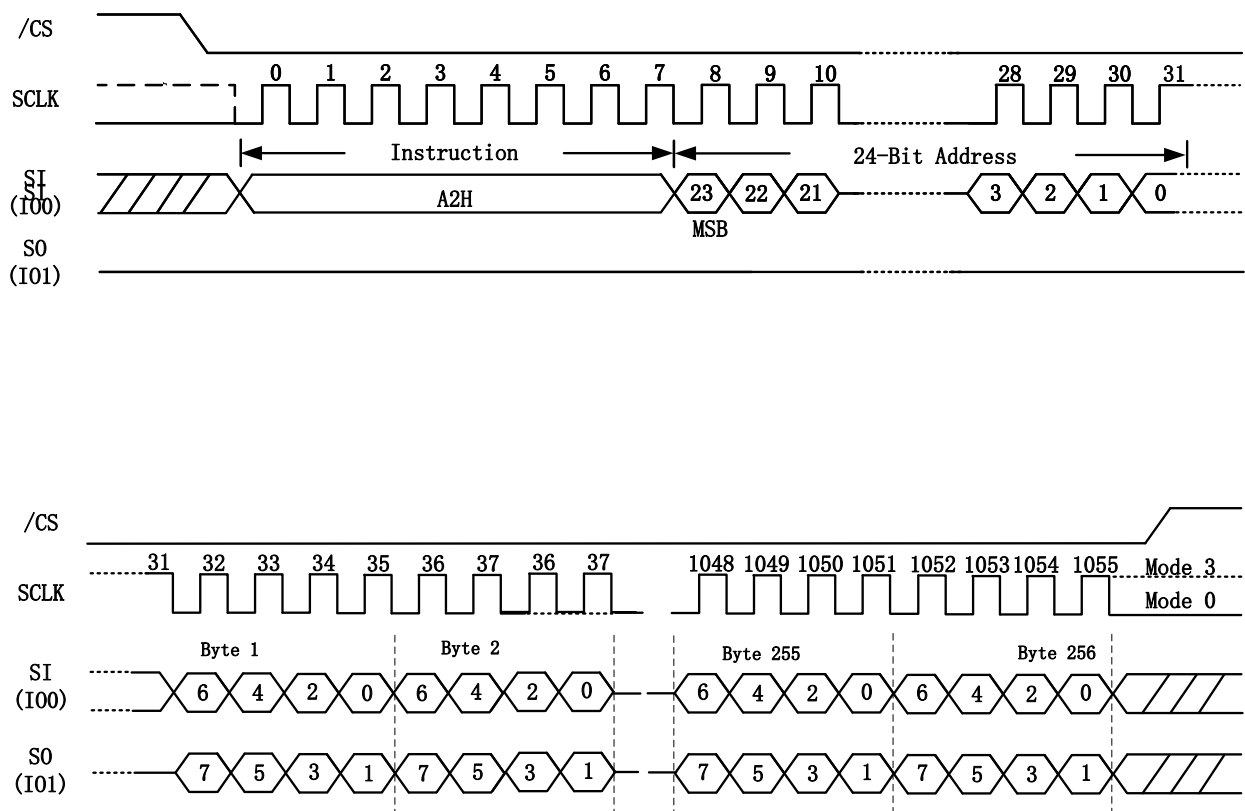 /CS
0 1 2 3 4 5 6 7 8 9 10 28 29 30 31
SCLK
Instruction 24-Bit Address
SI
SI
(IO0)
A2H 23 22 21 3 2 1 0
MSB
SO
(IO1)
/CS
31 32 33 34 35 36 37 36 37 1048 1049 1050 1051 1052 1053 1054 1055 Mode 3
SCLK
Mode 0
Byte 1 Byte 2 Byte 255 Byte 256
SI
(IO0)
6 4 2 0 6 4 2 0 6 4 2 0 6 4 2 0
SO
(IO1)
7 5 3 1 7 5 3 1 7 5 3 1 7 5 3 1